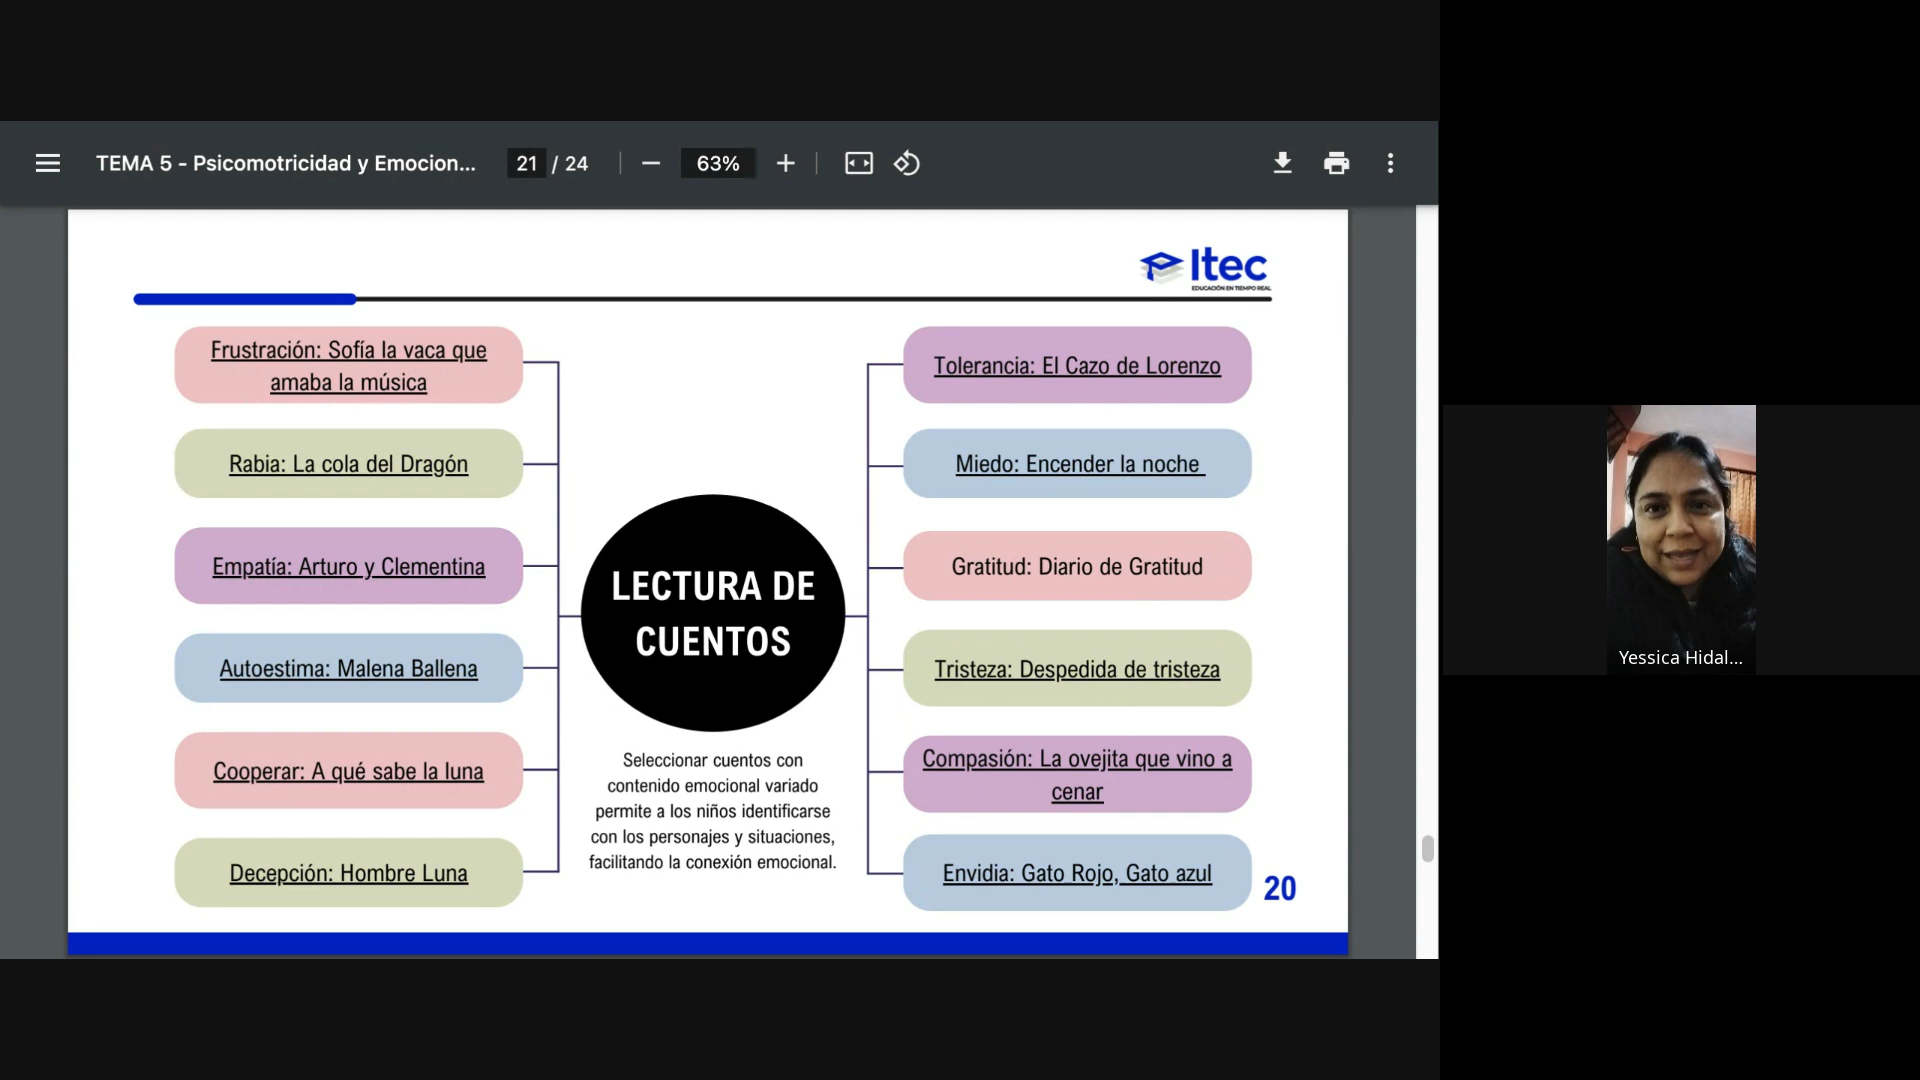 TEMA 5 - Psicomotricidad y Emocion...
21 / 24
63%
Itec
EDUCACIÓN EN TIEMPO REAL
Frustración: Sofía la vaca que
amaba la música
Rabia: La cola del Dragón
Empatía: Arturo y Clementina
Autoestima: Malena Ballena
Cooperar: A qué sabe la luna
Decepción: Hombre Luna
LECTURA DE
CUENTOS
Seleccionar cuentos con
contenido emocional variado
permite a los niños identificarse
con los personajes y situaciones,
facilitando la conexión emocional.
Tolerancia: El Cazo de Lorenzo
Miedo: Encender la noche
Gratitud: Diario de Gratitud
Tristeza: Despedida de tristeza
Compasión: La ovejita que vino a
cenar
Envidia: Gato Rojo, Gato azul
20
Yessica Hidal...